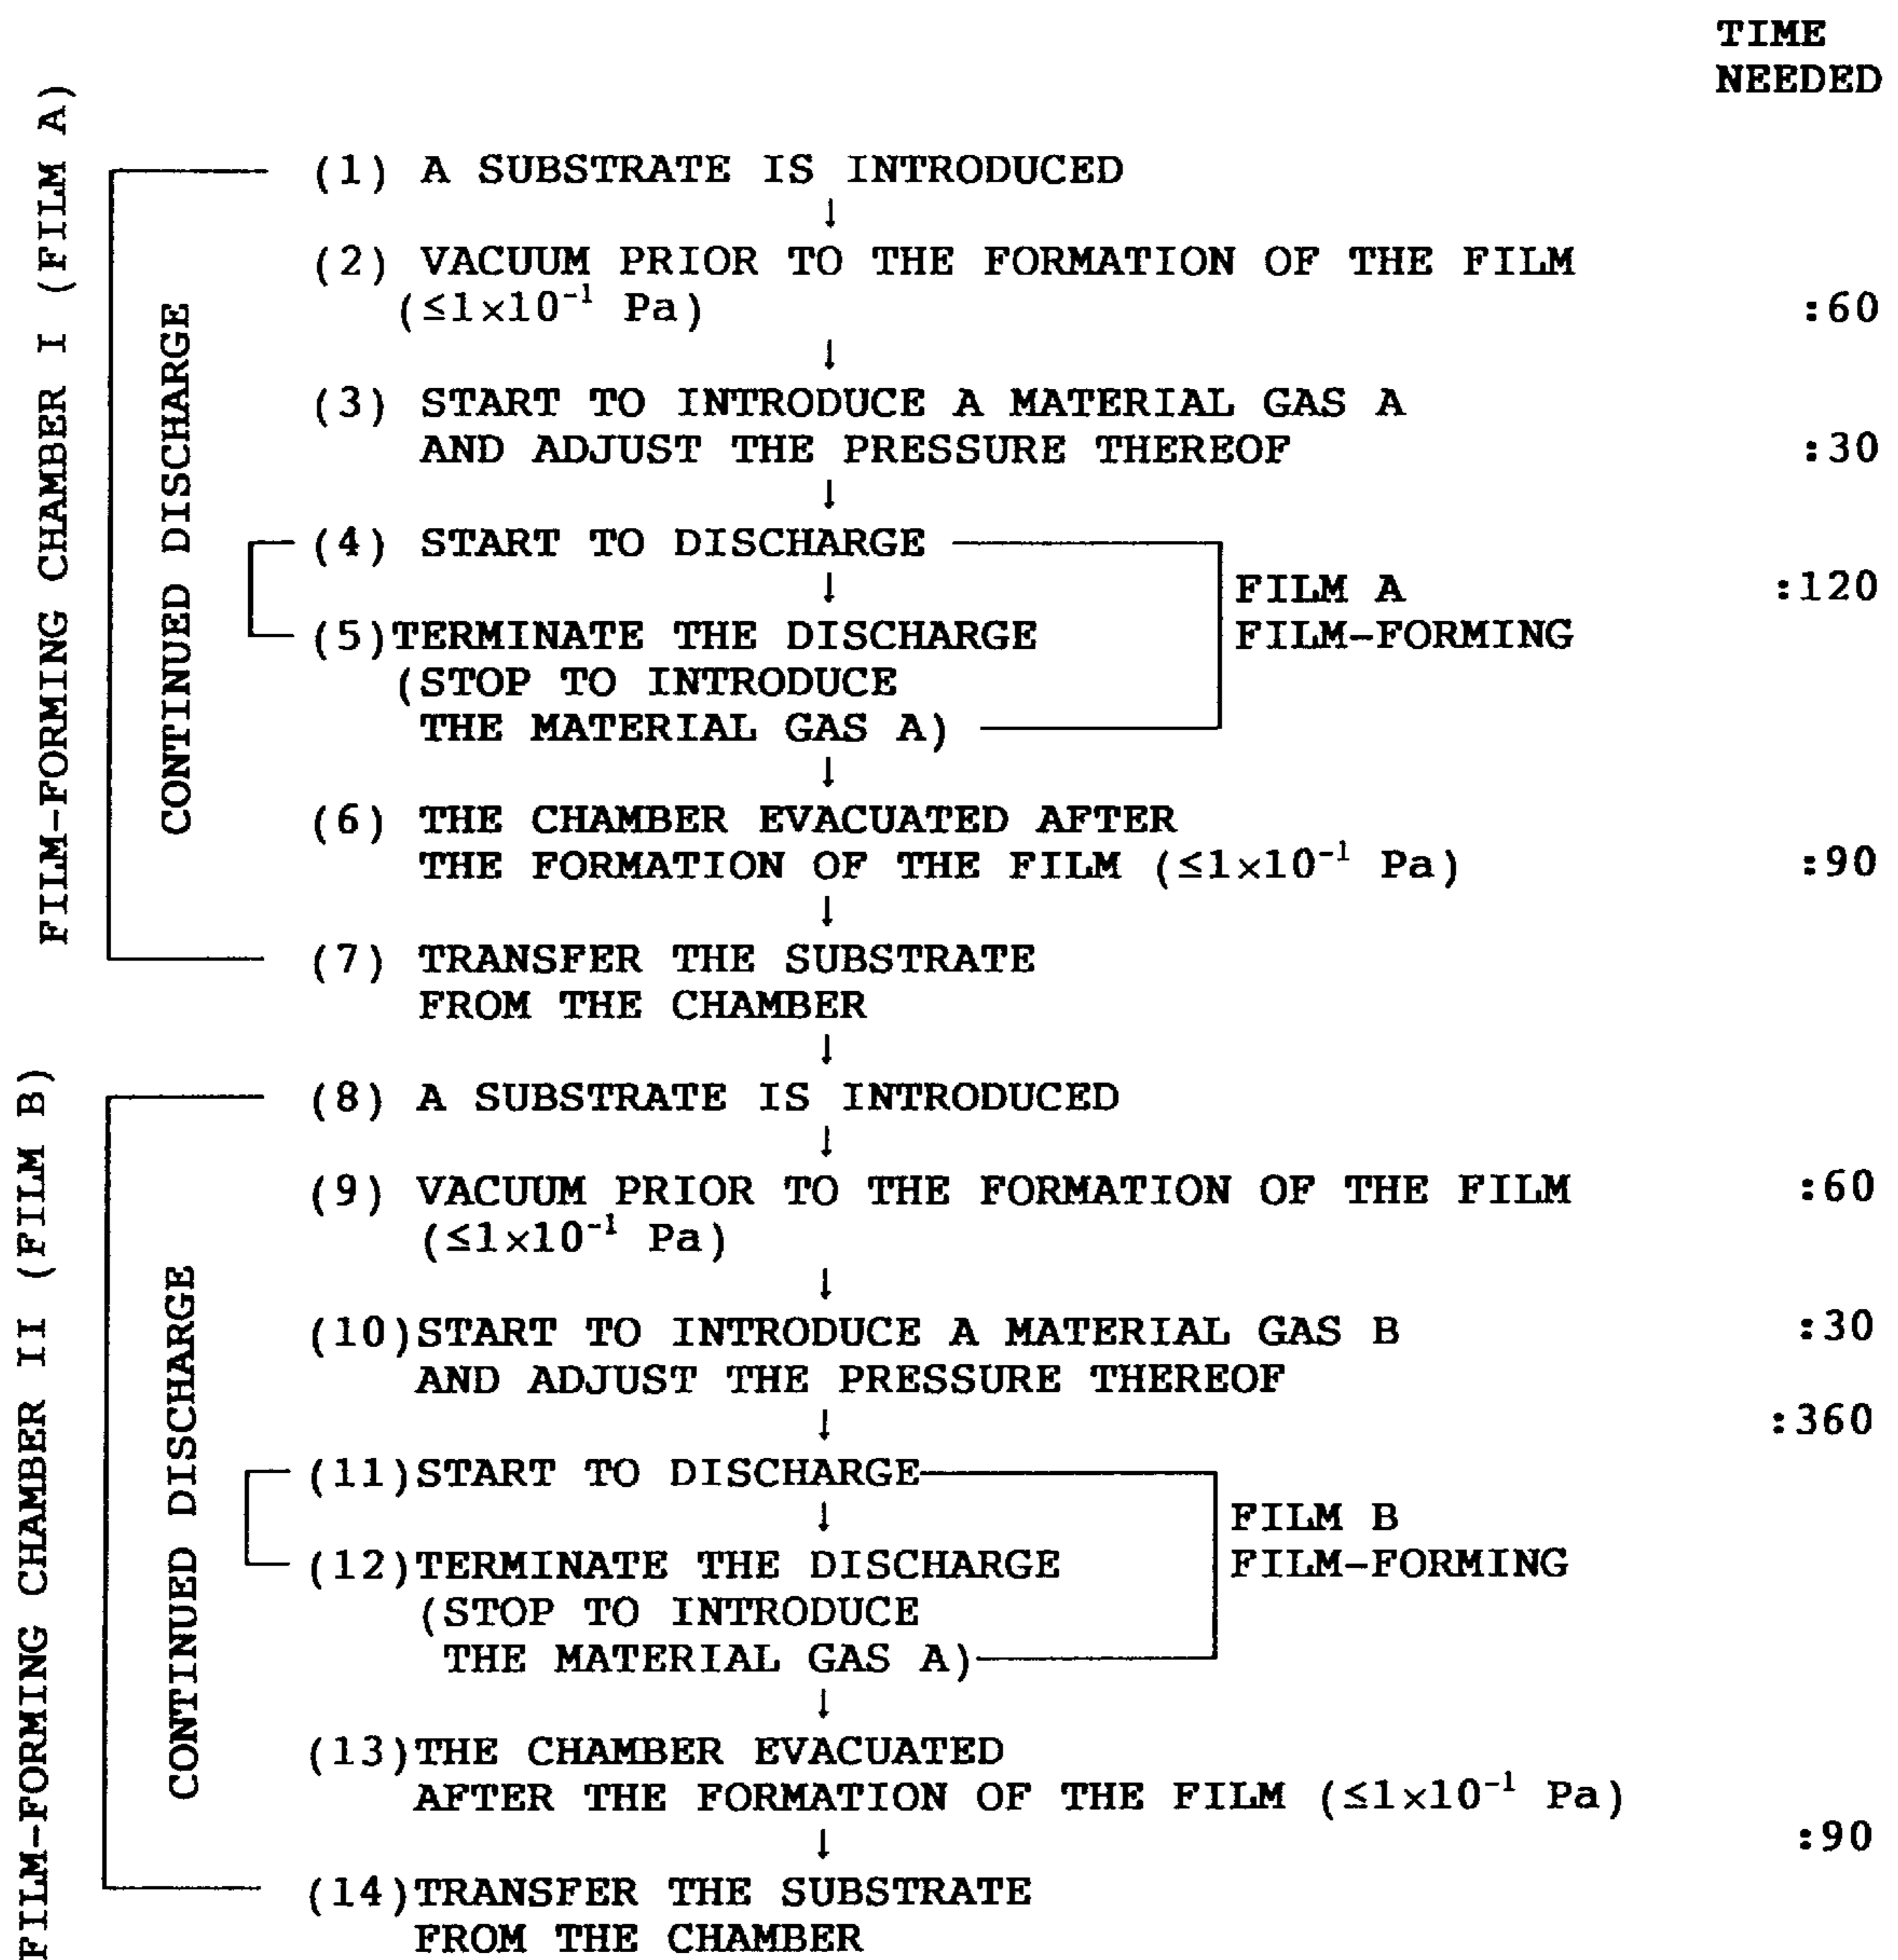 TIME
NEEDED
FILM-FORMING CHAMBER I (FILM A)
CONTINUED DISCHARGE
(1) A SUBSTRATE IS INTRODUCED
↓
(2) VACUUM PRIOR TO THE FORMATION OF THE FILM
(≤1×10⁻¹ Pa) :60
↓
(3) START TO INTRODUCE A MATERIAL GAS A
AND ADJUST THE PRESSURE THEREOF :30
↓
(4) START TO DISCHARGE
↓
FILM A :120
(5)TERMINATE THE DISCHARGE
FILM-FORMING
(STOP TO INTRODUCE
THE MATERIAL GAS A)
↓
(6) THE CHAMBER EVACUATED AFTER
THE FORMATION OF THE FILM (≤1×10⁻¹ Pa) :90
↓
(7) TRANSFER THE SUBSTRATE
FROM THE CHAMBER
↓
FILM-FORMING CHAMBER II (FILM B)
CONTINUED DISCHARGE
(8) A SUBSTRATE IS INTRODUCED
↓
(9) VACUUM PRIOR TO THE FORMATION OF THE FILM :60
(≤1×10⁻¹ Pa)
↓
(10)START TO INTRODUCE A MATERIAL GAS B :30
AND ADJUST THE PRESSURE THEREOF
↓
:360
(11)START TO DISCHARGE
↓
FILM B
(12)TERMINATE THE DISCHARGE
FILM-FORMING
(STOP TO INTRODUCE
THE MATERIAL GAS A)
↓
(13)THE CHAMBER EVACUATED
AFTER THE FORMATION OF THE FILM (≤1×10⁻¹ Pa)
↓
:90
(14)TRANSFER THE SUBSTRATE
FROM THE CHAMBER